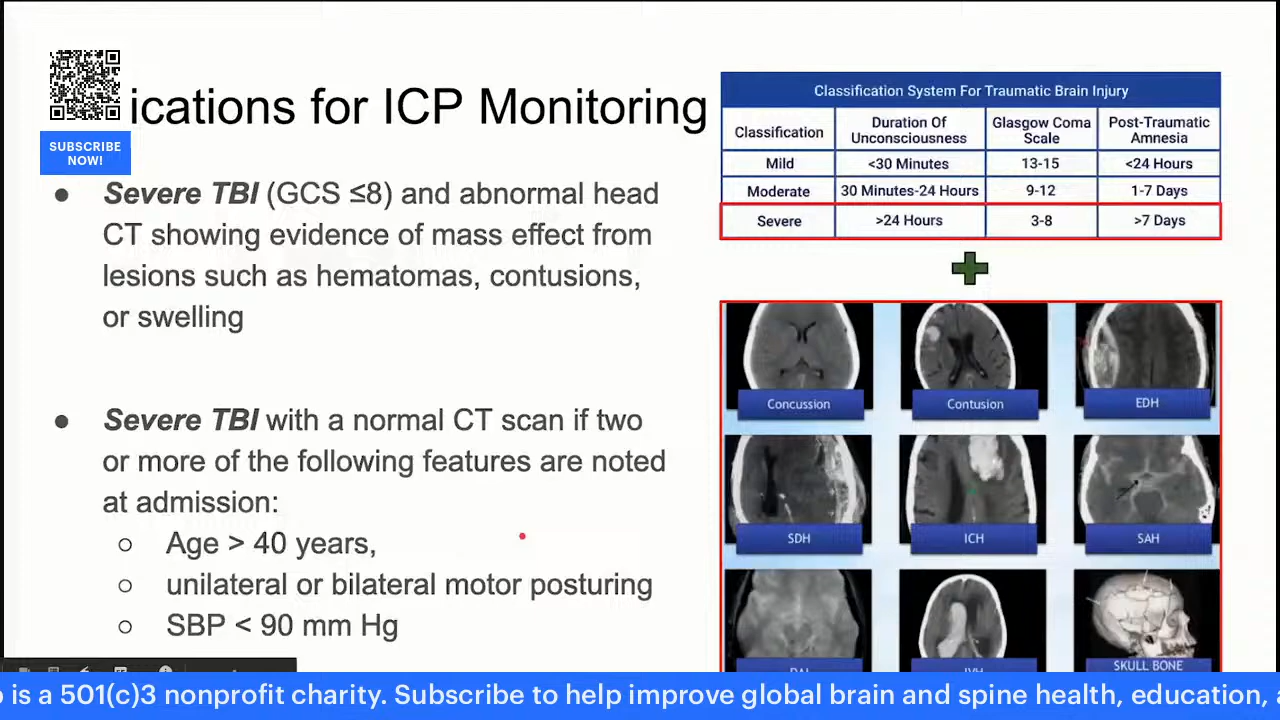 ications for ICP Monitoring
SUBSCRIBE
NOW!
● Severe TBI (GCS ≤8) and abnormal head
CT showing evidence of mass effect from
lesions such as hematomas, contusions,
or swelling
● Severe TBI with a normal CT scan if two
or more of the following features are noted
at admission:
○ Age > 40 years,
○ unilateral or bilateral motor posturing
○ SBP < 90 mm Hg
Classification System For Traumatic Brain Injury
Classification Duration Of Unconsciousness Glasgow Coma Scale Post-Traumatic Amnesia
Mild <30 Minutes 13-15 <24 Hours
Moderate 30 Minutes-24 Hours 9-12 1-7 Days
Severe >24 Hours 3-8 >7 Days
Concussion Contusion EDH
SDH ICH SAH
SKULL BONE
is a 501(c)3 nonprofit charity. Subscribe to help improve global brain and spine health, education,